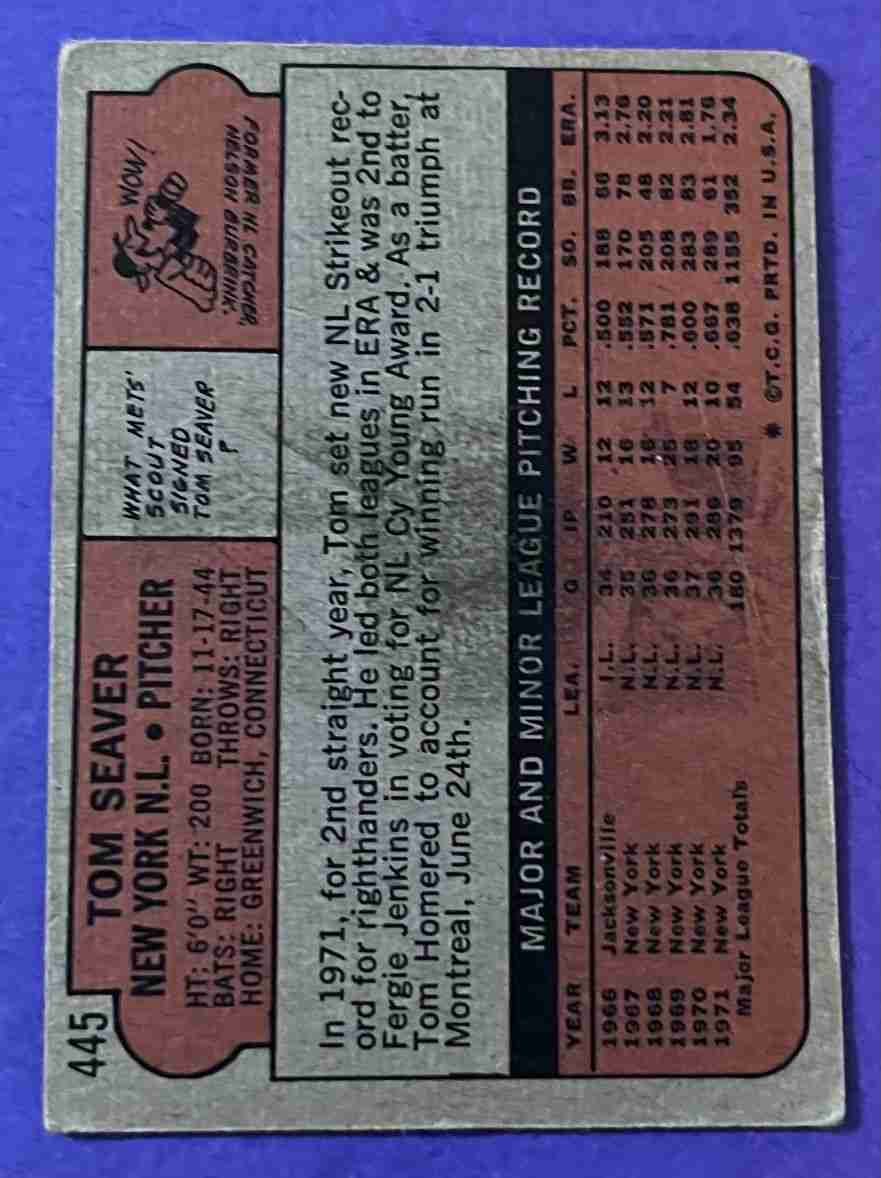 445
TOM SEAVER
NEW YORK N.L. • PITCHER
HT: 6'0" WT: 200 BORN: 11-17-44
BATS: RIGHT THROWS: RIGHT
HOME: GREENWICH, CONNECTICUT
WHAT METS'
SCOUT
SIGNED
TOM SEAVER
?
WOW!
FORMER NL CATCHER,
NELSON BURBRINK.
In 1971, for 2nd straight year, Tom set new NL Strikeout rec-
ord for righthanders. He led both leagues in ERA & was 2nd to
Fergie Jenkins in voting for NL Cy Young Award. As a batter,
Tom Homered to account for winning run in 2-1 triumph at
Montreal, June 24th.
MAJOR AND MINOR LEAGUE PITCHING RECORD
YEAR TEAM LEA. G IP W L PCT. SO. BB. ERA.
1966 Jacksonville I.L. 34 210 12 12 .500 188 66 3.13
1967 New York N.L. 35 251 16 13 .552 170 78 2.76
1968 New York N.L. 36 278 16 12 .571 205 48 2.20
1969 New York N.L. 36 273 25 7 .781 208 82 2.21
1970 New York N.L. 37 291 18 12 .600 283 83 2.81
1971 New York N.L. 36 286 20 10 .667 289 61 1.76
Major League Totals 180 1379 95 54 .638 1155 352 2.34
* ©T.C.G. PRTD. IN U.S.A.